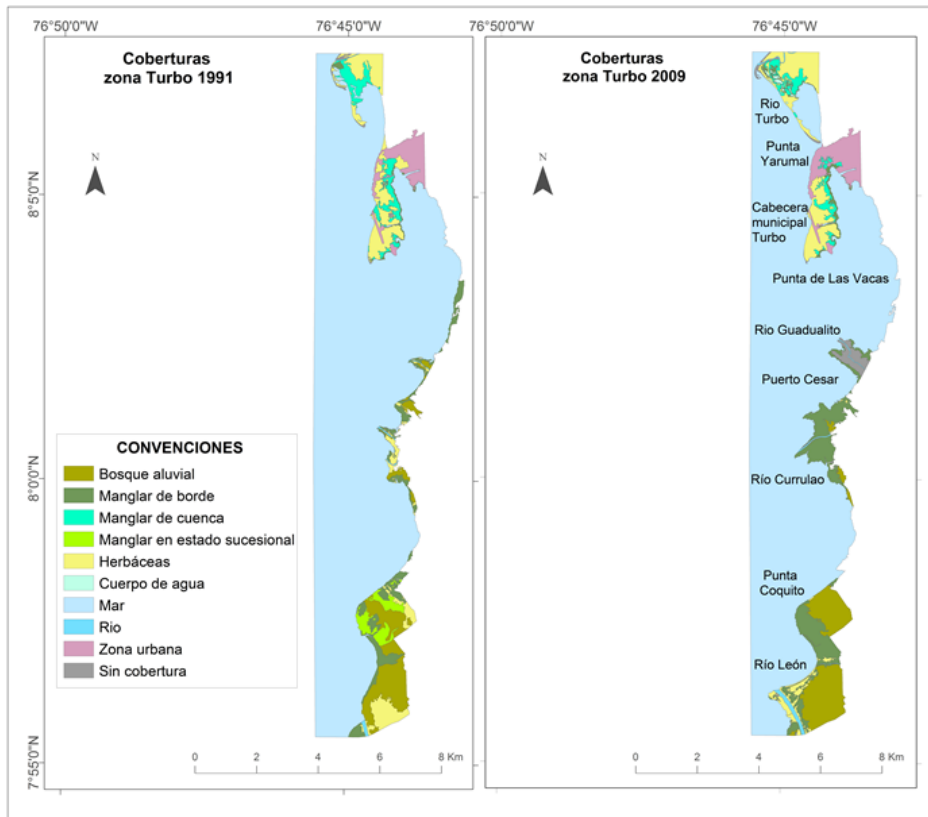 76°50'0"W
76°45'0"W
76°50'0"W
76°45'0"W
Coberturas
zona Turbo 1991
Coberturas
zona Turbo 2009
N
N
8°5'0"N
8°0'0"N
7°55'0"N
Rio
Turbo
Punta
Yarumal
Cabecera
municipal
Turbo
Punta de Las Vacas
Rio Guadualito
Puerto Cesar
Río Currulao
Punta
Coquito
Río León
CONVENCIONES
Bosque aluvial
Manglar de borde
Manglar de cuenca
Manglar en estado sucesional
Herbáceas
Cuerpo de agua
Mar
Rio
Zona urbana
Sin cobertura
0 2 4 6 8 Km
0 2 4 6 8 Km